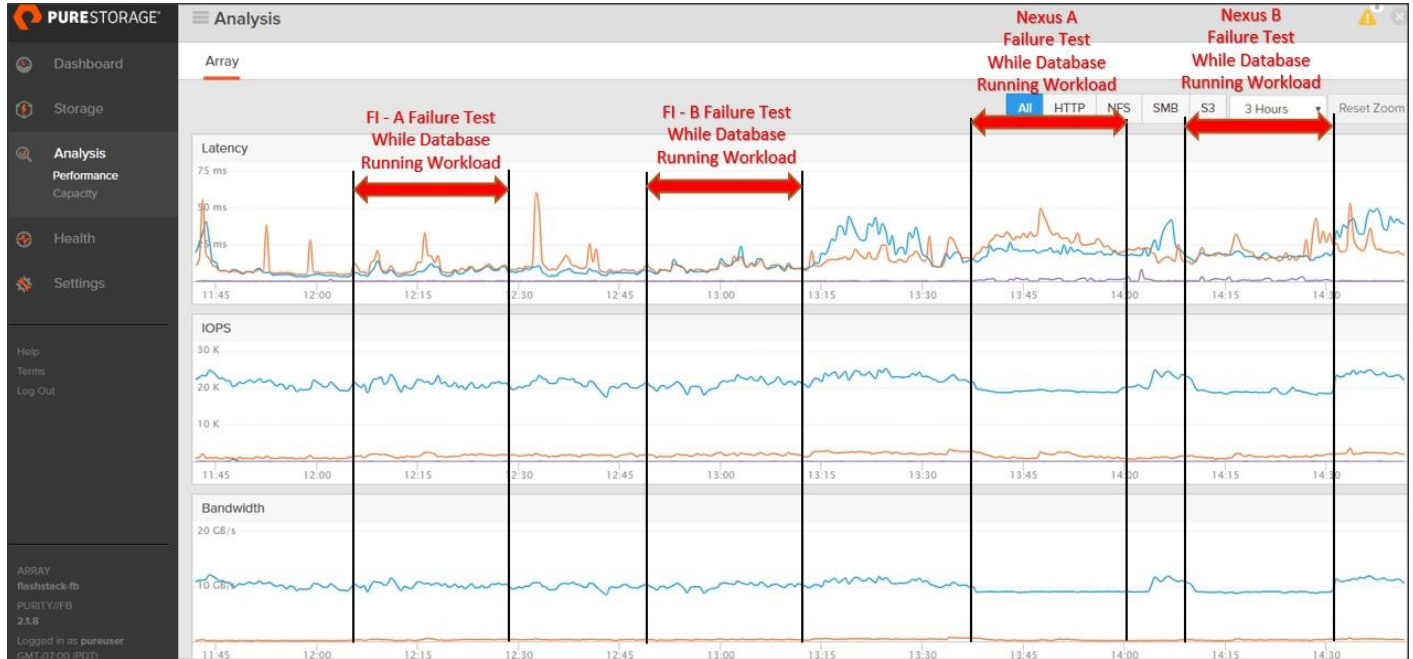 PURESTORAGE®
Analysis
Dashboard
Storage
Analysis
Performance
Capacity
Health
Settings
Help
Terms
Log Out
ARRAY
flashstack-fb
PURITY//FB
2.1.8
Logged in as pureuser
GMT-07:00 (PDT)
Array
Nexus A
Failure Test
While Database
Running Workload
Nexus B
Failure Test
While Database
Running Workload
All HTTP NFS SMB S3 3 Hours Reset Zoom
FI - A Failure Test
While Database
Running Workload
FI - B Failure Test
While Database
Running Workload
Latency
75 ms
50 ms
25 ms
11:45 12:00 12:15 12:30 12:45 13:00 13:15 13:30 13:45 14:00 14:15 14:30
IOPS
30 K
20 K
10 K
11:45 12:00 12:15 12:30 12:45 13:00 13:15 13:30 13:45 14:00 14:15 14:30
Bandwidth
20 GB/s
10 GB/s
11:45 12:00 12:15 12:30 12:45 13:00 13:15 13:30 13:45 14:00 14:15 14:30